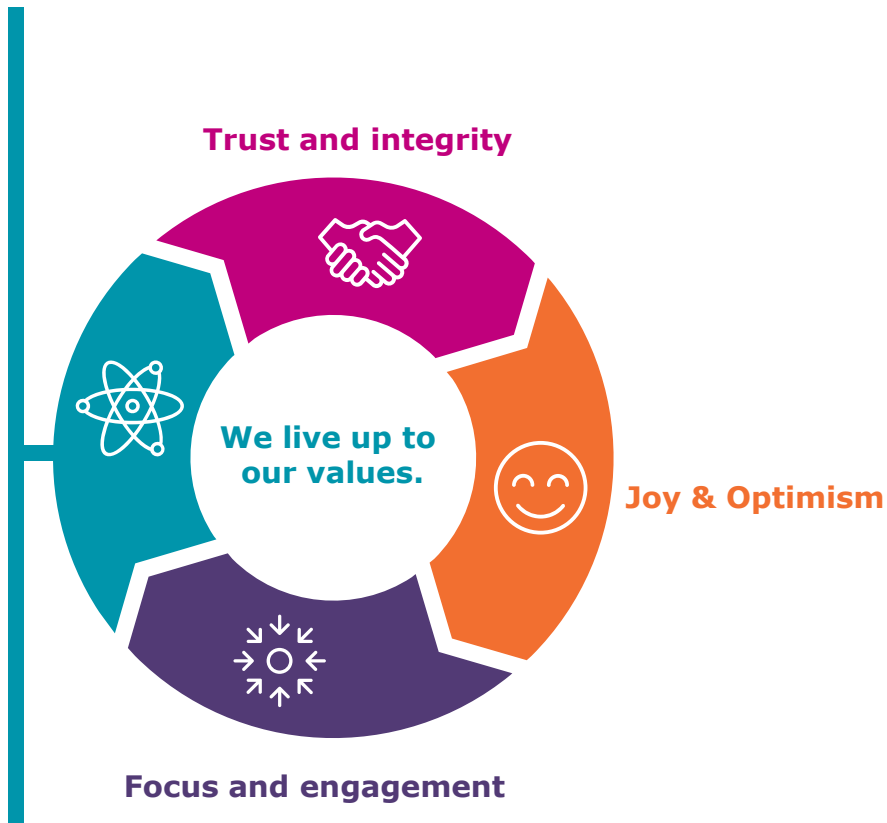 Trust and integrity
We live up to
our values.
Joy & Optimism
Focus and engagement